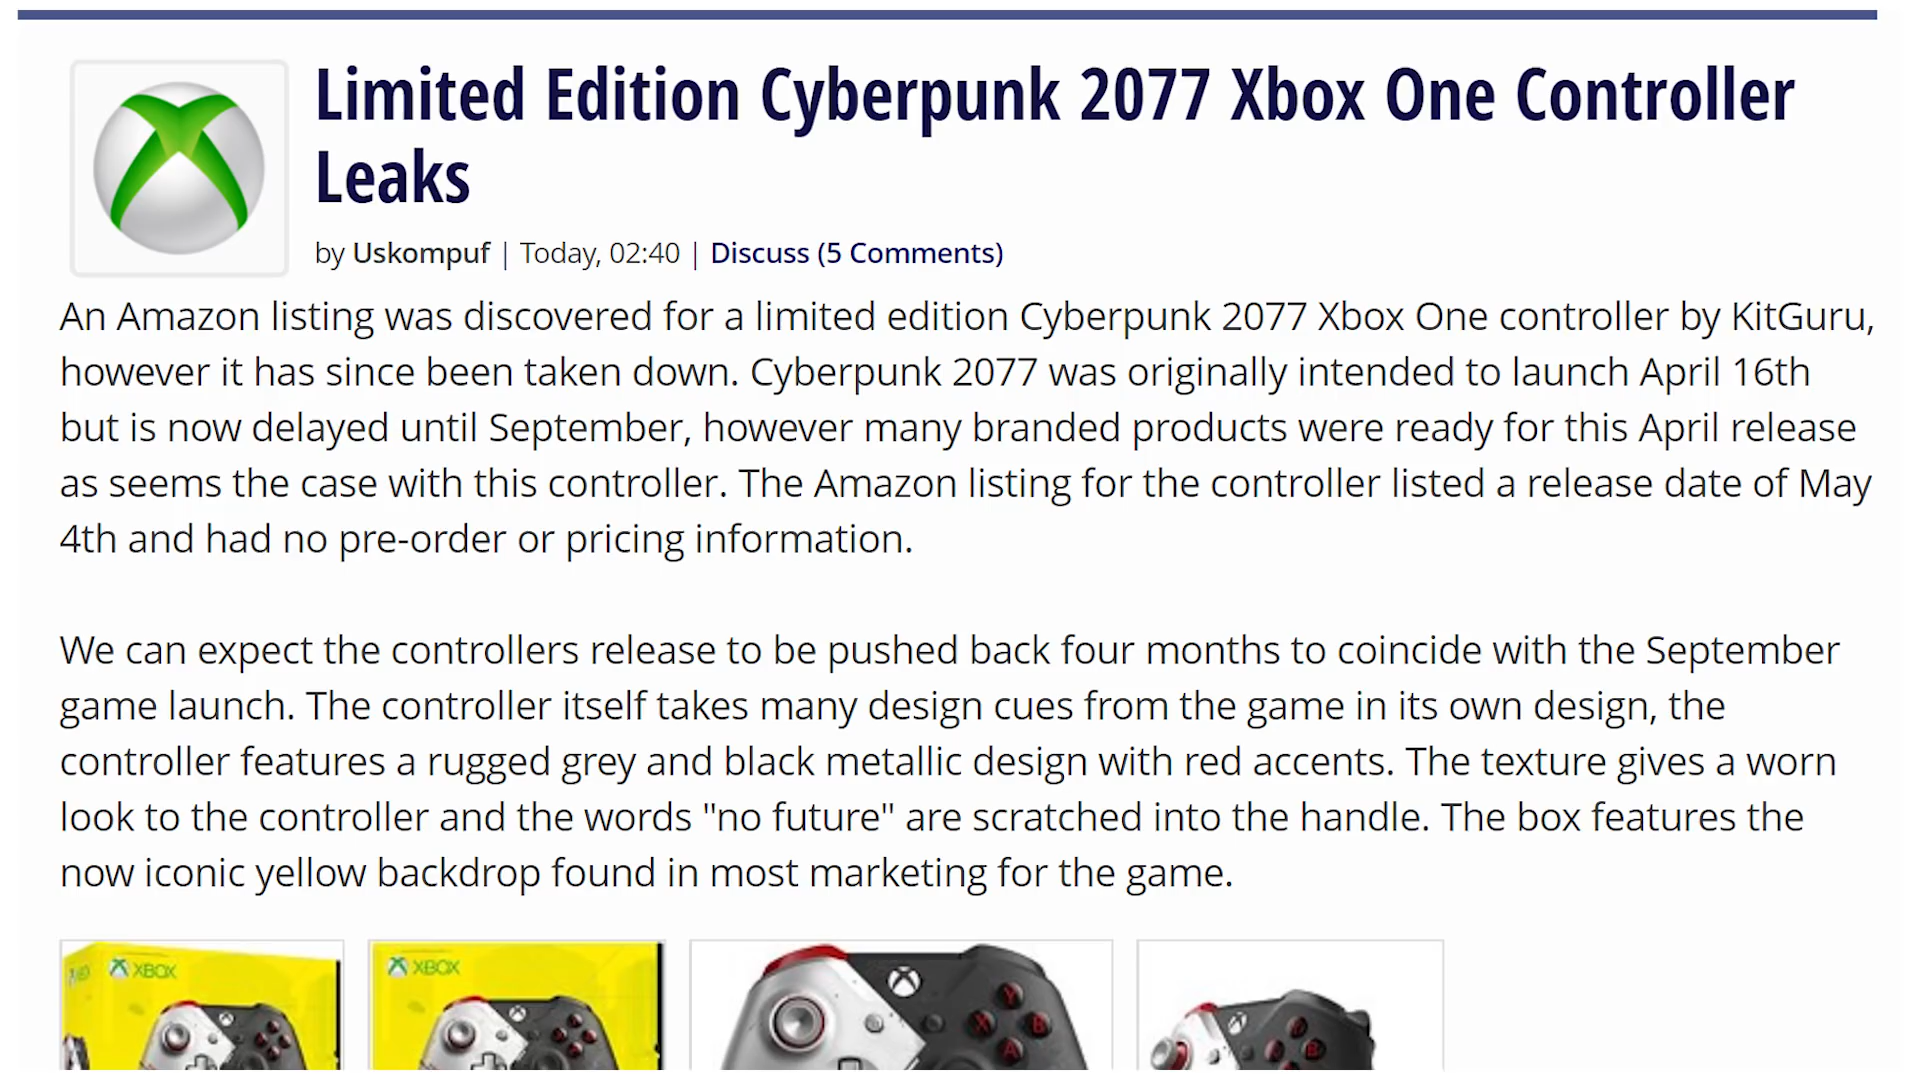 Limited Edition Cyberpunk 2077 Xbox One Controller
Leaks
by Uskompuf | Today, 02:40 | Discuss (5 Comments)
An Amazon listing was discovered for a limited edition Cyberpunk 2077 Xbox One controller by KitGuru,
however it has since been taken down. Cyberpunk 2077 was originally intended to launch April 16th
but is now delayed until September, however many branded products were ready for this April release
as seems the case with this controller. The Amazon listing for the controller listed a release date of May
4th and had no pre-order or pricing information.
We can expect the controllers release to be pushed back four months to coincide with the September
game launch. The controller itself takes many design cues from the game in its own design, the
controller features a rugged grey and black metallic design with red accents. The texture gives a worn
look to the controller and the words "no future" are scratched into the handle. The box features the
now iconic yellow backdrop found in most marketing for the game.
XBOX
XBOX
Y
X
B
A